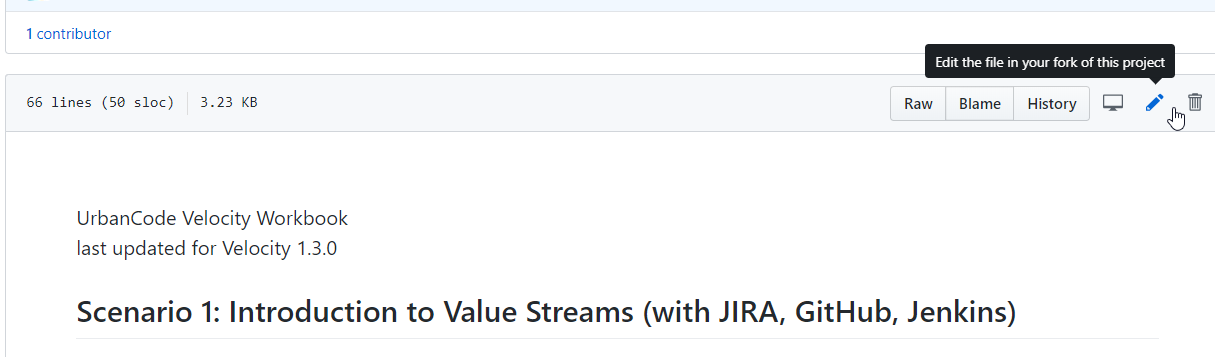 1 contributor
Edit the file in your fork of this project
66 lines (50 sloc) 3.23 KB
Raw Blame History
UrbanCode Velocity Workbook
last updated for Velocity 1.3.0
Scenario 1: Introduction to Value Streams (with JIRA, GitHub, Jenkins)